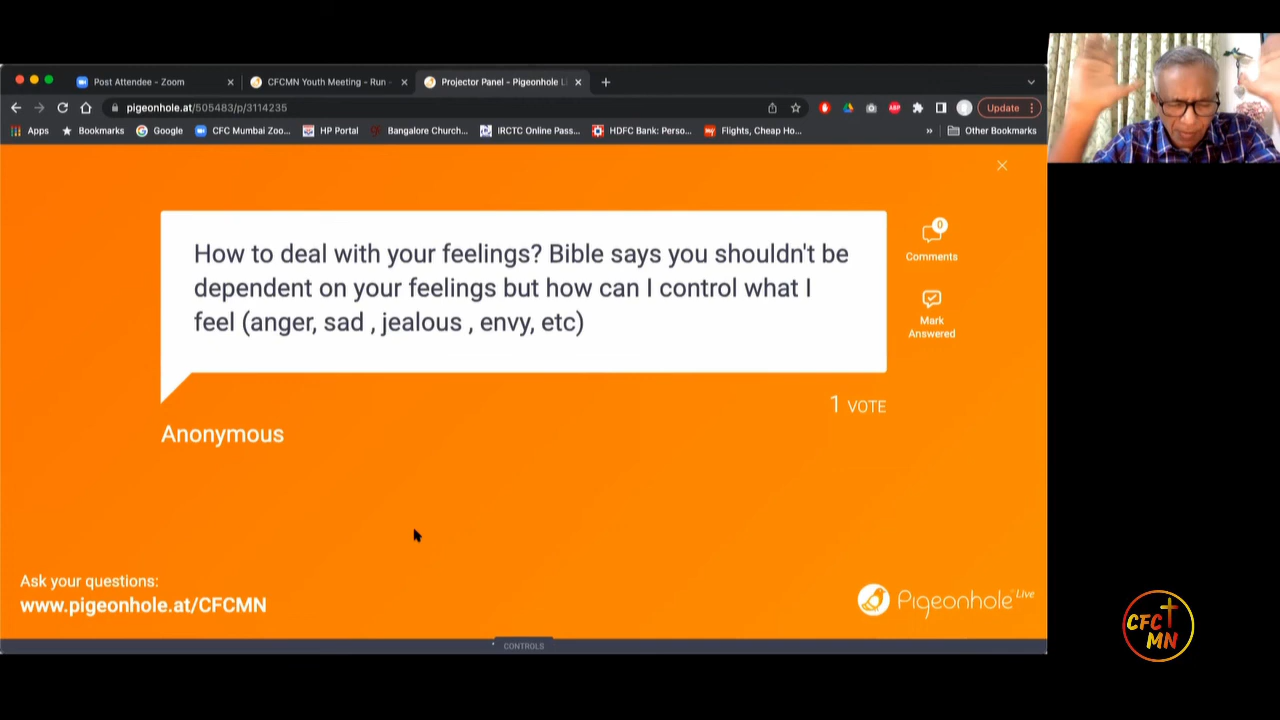 Post Attendee - Zoom
CFCMN Youth Meeting - Run -
Projector Panel - Pigeonhole Li
pigeonhole.at/505483/p/3114235
Update
Apps
Bookmarks
Google
CFC Mumbai Zoo...
HP Portal
Bangalore Church...
IRCTC Online Pass...
HDFC Bank: Perso...
Flights, Cheap Ho...
»
Other Bookmarks
How to deal with your feelings? Bible says you shouldn't be
dependent on your feelings but how can I control what I
feel (anger, sad , jealous , envy, etc)
0
Comments
Mark
Answered
1 VOTE
Anonymous
Ask your questions:
www.pigeonhole.at/CFCMN
Pigeonhole Live
CONTROLS
CFC
MN